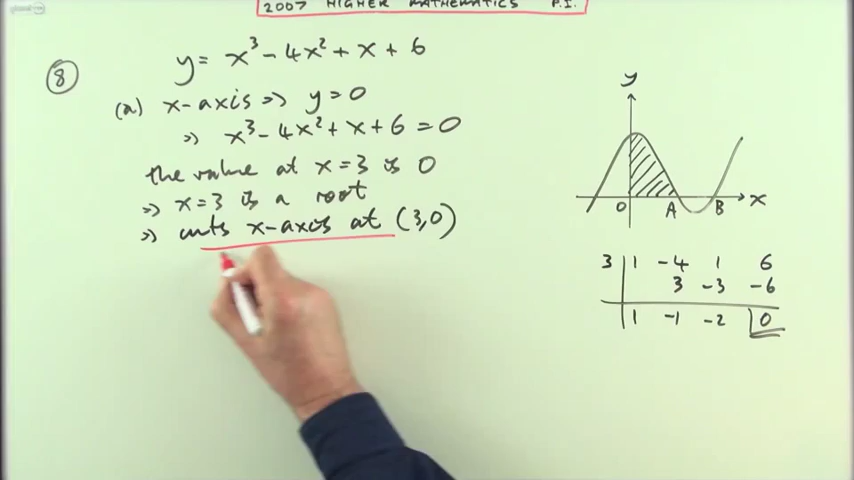 2007 HIGHER MATHEMATICS P.I.
8
y = x³ - 4x² + x + 6
(a) x-axis => y = 0
=> x³ - 4x² + x + 6 = 0
the value at x = 3 is 0
=> x = 3 is a root
=> cuts x-axis at (3,0)
y
O A B x
3 1 -4 1 6
3 -3 -6
1 -1 -2 0